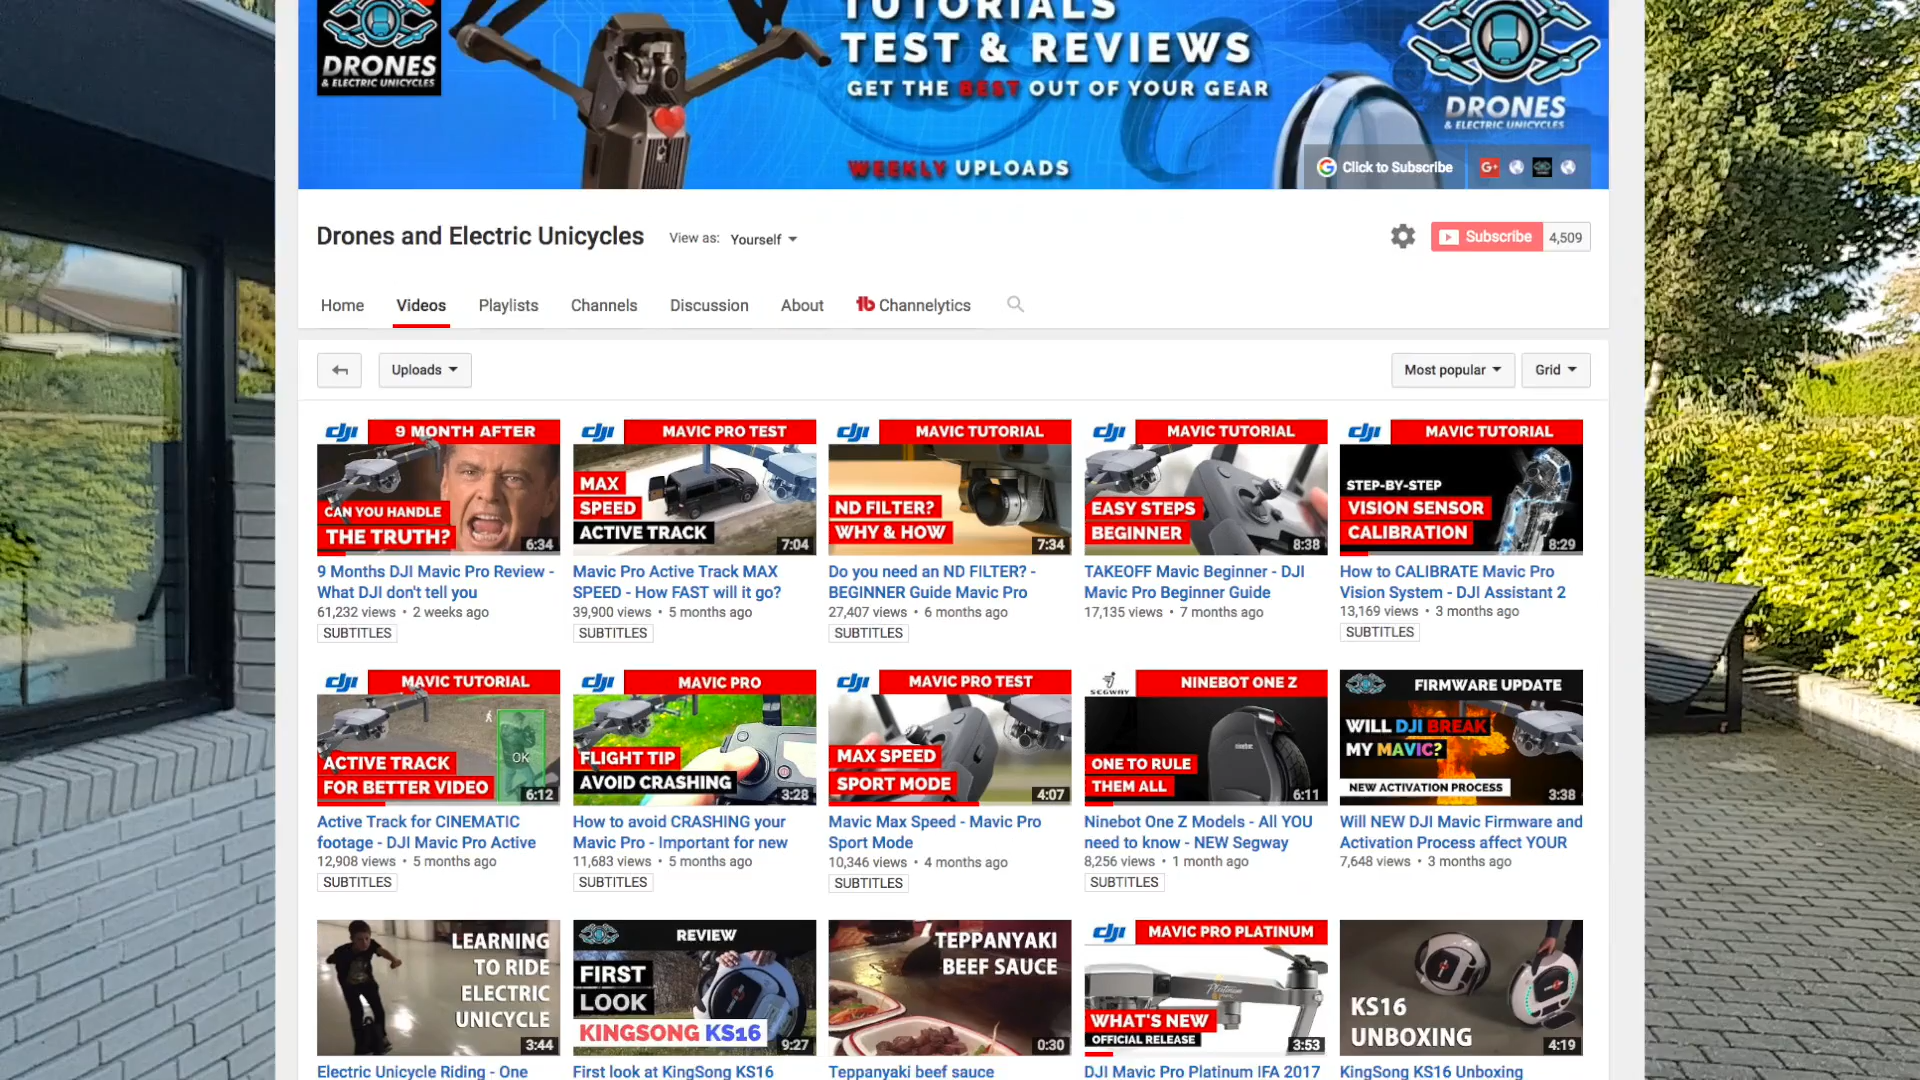 TUTORIALS
TEST & REVIEWS
GET THE BEST OUT OF YOUR GEAR
WEEKLY UPLOADS
DRONES
& ELECTRIC UNICYCLES
DRONES
& ELECTRIC UNICYCLES
Click to Subscribe
G+
Drones and Electric Unicycles
View as: Yourself
Subscribe 4,509
Home Videos Playlists Channels Discussion About Channelytics
Uploads
Most popular Grid
dji 9 MONTH AFTER
CAN YOU HANDLE
THE TRUTH?
6:34
9 Months DJI Mavic Pro Review -
What DJI don't tell you
61,232 views • 2 weeks ago
SUBTITLES
dji MAVIC PRO TEST
MAX
SPEED
ACTIVE TRACK
7:04
Mavic Pro Active Track MAX
SPEED - How FAST will it go?
39,900 views • 5 months ago
SUBTITLES
dji MAVIC TUTORIAL
ND FILTER?
WHY & HOW
7:34
Do you need an ND FILTER? -
BEGINNER Guide Mavic Pro
27,407 views • 6 months ago
SUBTITLES
dji MAVIC TUTORIAL
EASY STEPS
BEGINNER
8:38
TAKEOFF Mavic Beginner - DJI
Mavic Pro Beginner Guide
17,135 views • 7 months ago
dji MAVIC TUTORIAL
STEP-BY-STEP
VISION SENSOR
CALIBRATION
8:29
How to CALIBRATE Mavic Pro
Vision System - DJI Assistant 2
13,169 views • 3 months ago
SUBTITLES
dji MAVIC TUTORIAL
OK
ACTIVE TRACK
FOR BETTER VIDEO
6:12
Active Track for CINEMATIC
footage - DJI Mavic Pro Active
12,908 views • 5 months ago
SUBTITLES
dji MAVIC PRO
FLIGHT TIP
AVOID CRASHING
3:28
How to avoid CRASHING your
Mavic Pro - Important for new
11,683 views • 5 months ago
SUBTITLES
dji MAVIC PRO TEST
MAX SPEED
SPORT MODE
4:07
Mavic Max Speed - Mavic Pro
Sport Mode
10,346 views • 4 months ago
SUBTITLES
SEGWAY NINEBOT ONE Z
ninebot
ONE TO RULE
THEM ALL
6:11
Ninebot One Z Models - All YOU
need to know - NEW Segway
8,256 views • 1 month ago
SUBTITLES
FIRMWARE UPDATE
WILL DJI BREAK
MY MAVIC?
NEW ACTIVATION PROCESS
3:38
Will NEW DJI Mavic Firmware and
Activation Process affect YOUR
7,648 views • 3 months ago
LEARNING
TO RIDE
ELECTRIC
UNICYCLE
3:44
Electric Unicycle Riding - One
REVIEW
FIRST
LOOK
KINGSONG KS16
9:27
First look at KingSong KS16
TEPPANYAKI
BEEF SAUCE
0:30
Teppanyaki beef sauce
dji MAVIC PRO PLATINUM
Platinum
WHAT'S NEW
OFFICIAL RELEASE
3:53
DJI Mavic Pro Platinum IFA 2017
KS16
UNBOXING
4:19
KingSong KS16 Unboxing